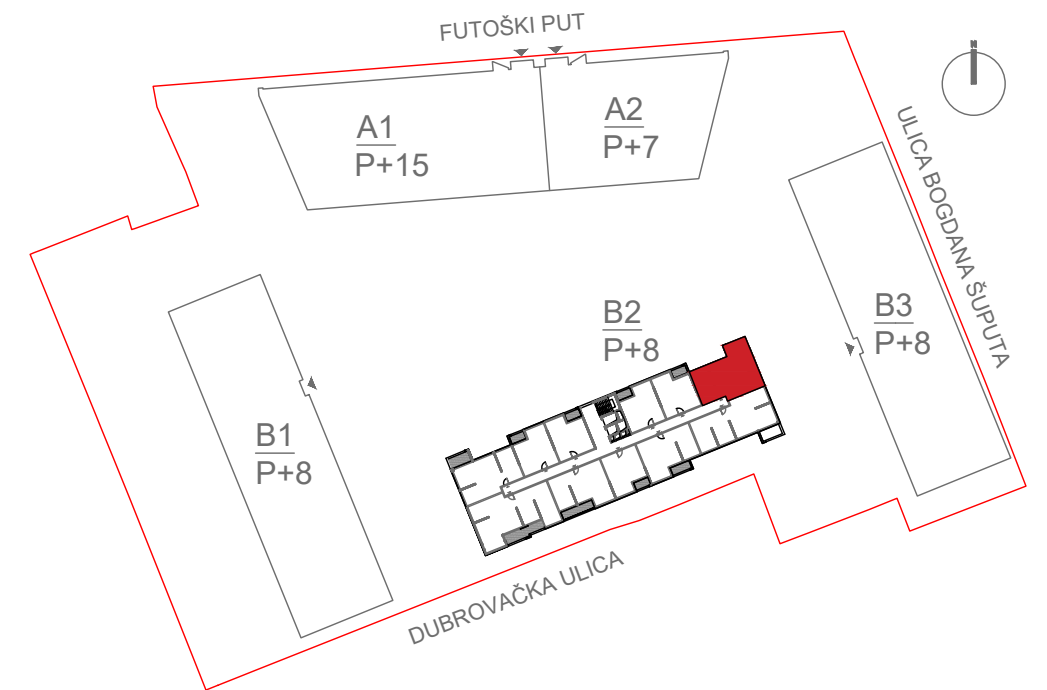 FUTOŠKI PUT
N
A1
P+15
A2
P+7
ULICA BOGDANA ŠUPUTA
B2
P+8
B3
P+8
B1
P+8
DUBROVAČKA ULICA